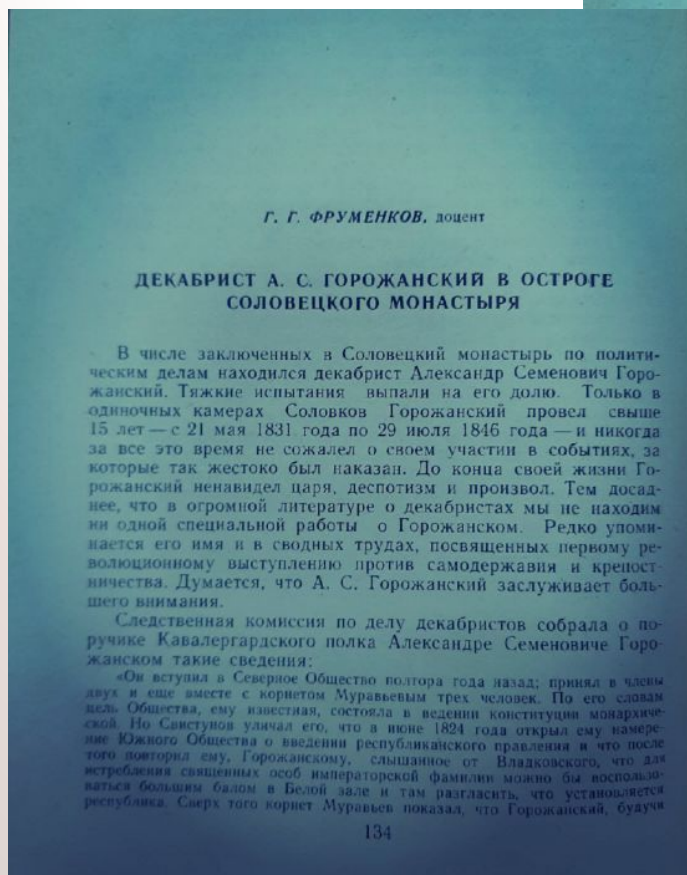 Г. Г. ФРУМЕНКОВ, доцент
ДЕКАБРИСТ А. С. ГОРОЖАНСКИЙ В ОСТРОГЕ
СОЛОВЕЦКОГО МОНАСТЫРЯ
В числе заключенных в Соловецкий монастырь по полити-
ческим делам находился декабрист Александр Семенович Горо-
жанский. Тяжкие испытания выпали на его долю. Только в
одиночных камерах Соловков Горожанский провел свыше
15 лет — с 21 мая 1831 года по 29 июля 1846 года — и никогда
за все это время не сожалел о своем участии в событиях, за
которые так жестоко был наказан. До конца своей жизни Го-
рожанский ненавидел царя, деспотизм и произвол. Тем досад-
нее, что в огромной литературе о декабристах мы не находим
ни одной специальной работы о Горожанском. Редко упоми-
нается его имя и в сводных трудах, посвященных первому ре-
волюционному выступлению против самодержавия и крепост-
ничества. Думается, что А. С. Горожанский заслуживает боль-
шего внимания.
Следственная комиссия по делу декабристов собрала о по-
ручике Кавалергардского полка Александре Семеновиче Горо-
жанском такие сведения:
«Он вступил в Северное Общество полтора года назад; принял в члены
двух и еще вместе с корнетом Муравьевым трех человек. По его словам
цель Общества, ему известная, состояла в ведении конституции монархиче-
ской. Но Свистунов уличал его, что в июне 1824 года открыл ему намере-
ние Южного Общества о введении республиканского правления и что после
того повторил ему, Горожанскому, слышанное от Владковского, что для
истребления священных особ императорской фамилии можно бы воспользо-
ваться большим балом в Белой зале и там разгласить, что установляется
республика. Сверх того корнет Муравьев показал, что Горожанский, будучи
134